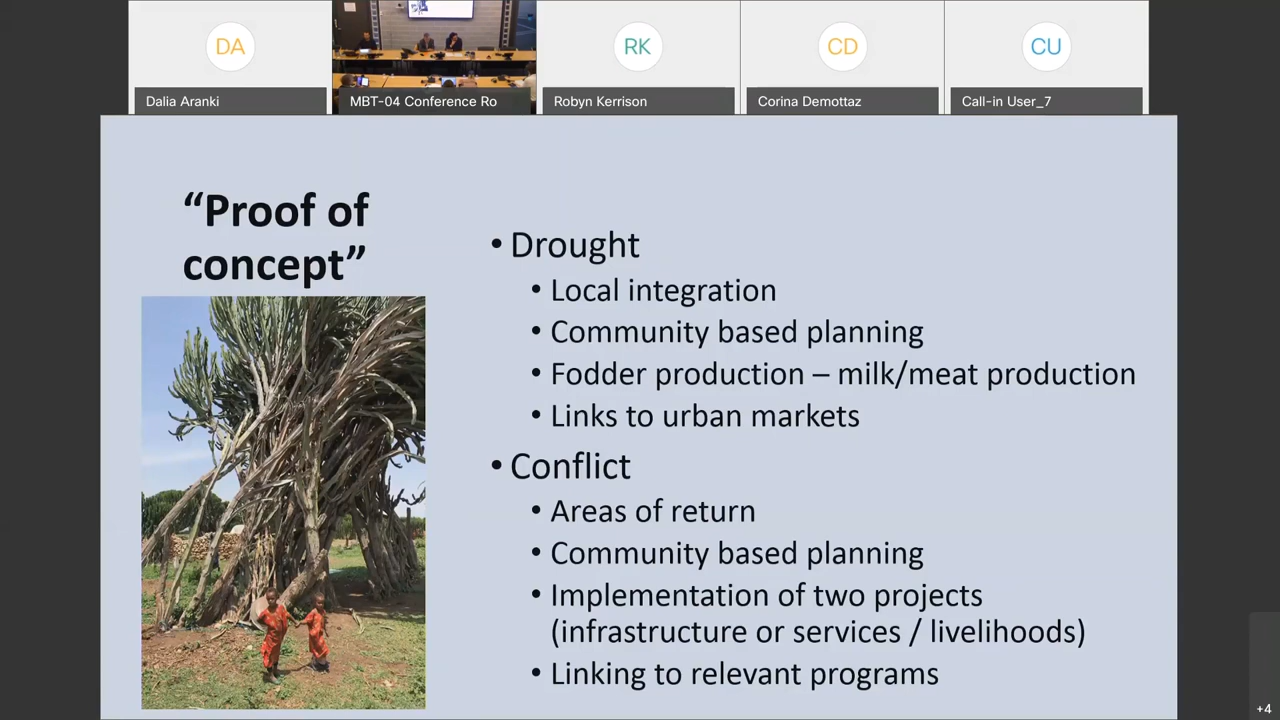 DA
RK
CD
CU
Dalia Aranki
MBT-04 Conference Ro
Robyn Kerrison
Corina Demottaz
Call-in User_7
“Proof of
concept”
• Drought
• Local integration
• Community based planning
• Fodder production – milk/meat production
• Links to urban markets
• Conflict
• Areas of return
• Community based planning
• Implementation of two projects
(infrastructure or services / livelihoods)
• Linking to relevant programs
+4